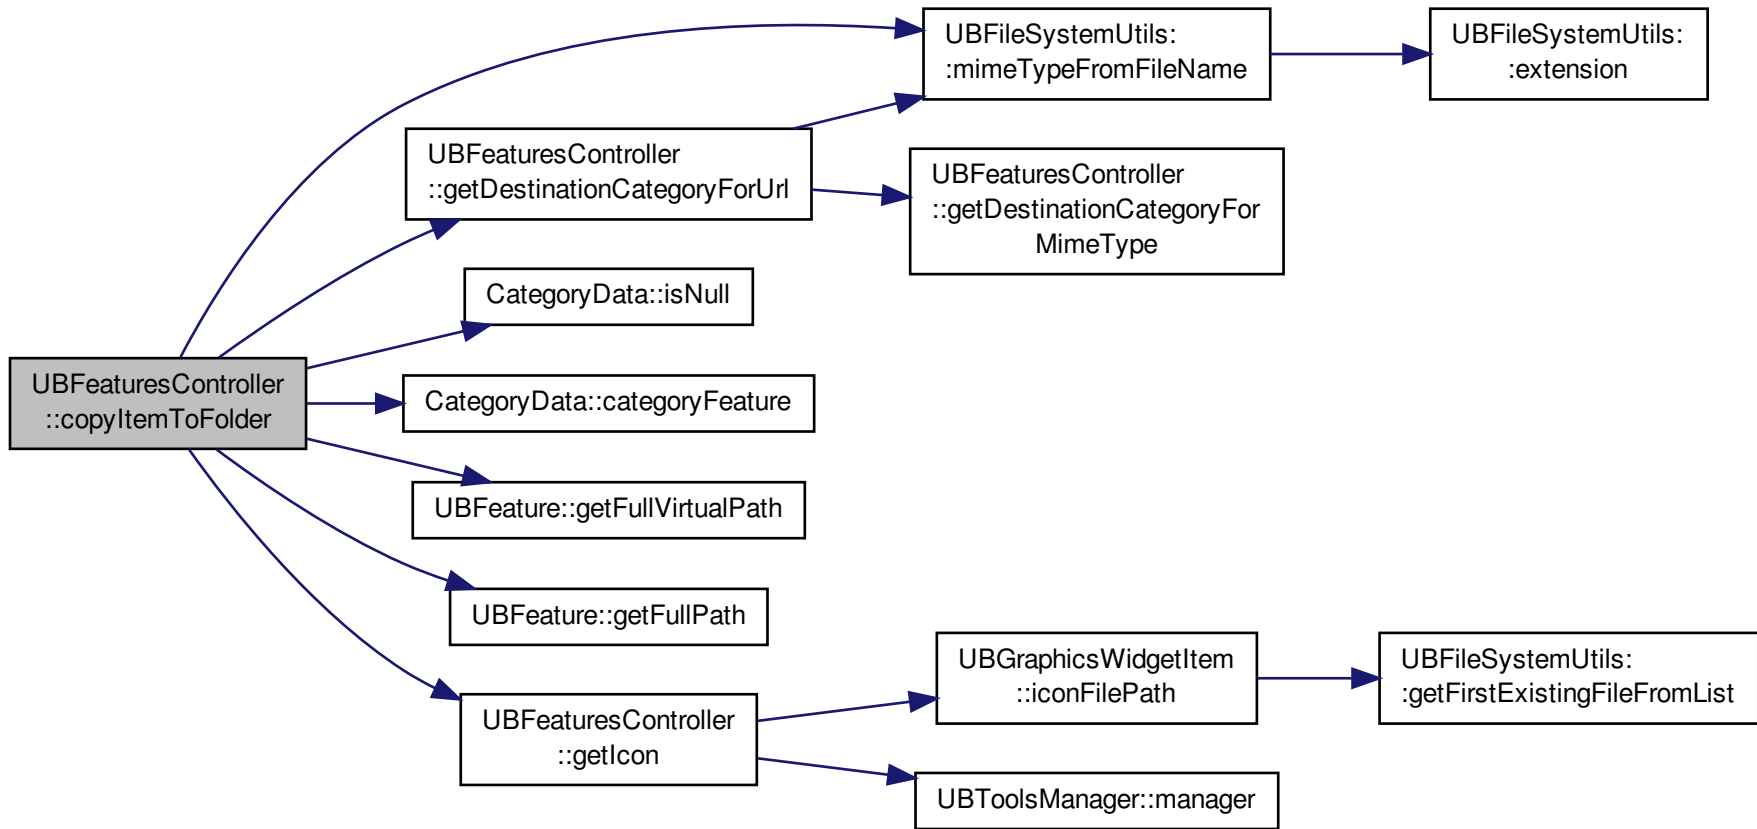 UBFileSystemUtils:
:mimeTypeFromFileName
UBFileSystemUtils:
:extension
UBFeaturesController
::getDestinationCategoryForUrl
UBFeaturesController
::getDestinationCategoryFor
MimeType
CategoryData::isNull
UBFeaturesController
::copyItemToFolder
CategoryData::categoryFeature
UBFeature::getFullVirtualPath
UBFeature::getFullPath
UBGraphicsWidgetItem
::iconFilePath
UBFileSystemUtils:
:getFirstExistingFileFromList
UBFeaturesController
::getIcon
UBToolsManager::manager